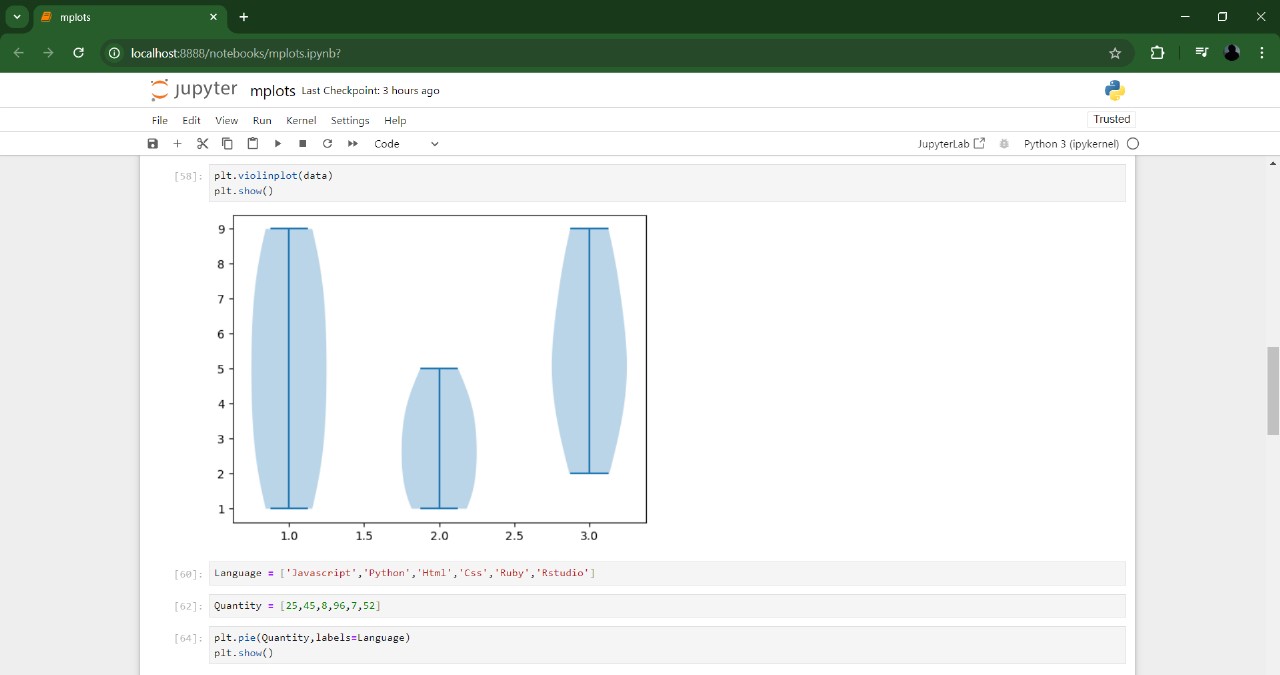 mplots
localhost:8888/notebooks/mplots.ipynb?
jupyter mplots Last Checkpoint: 3 hours ago
File Edit View Run Kernel Settings Help
Trusted
Code
JupyterLab
Python 3 (ipykernel)
[58]: plt.violinplot(data)
plt.show()
9
8
7
6
5
4
3
2
1
1.0 1.5 2.0 2.5 3.0
[60]: Language = ['Javascript','Python','Html','Css','Ruby','Rstudio']
[62]: Quantity = [25,45,8,96,7,52]
[64]: plt.pie(Quantity,labels=Language)
plt.show()